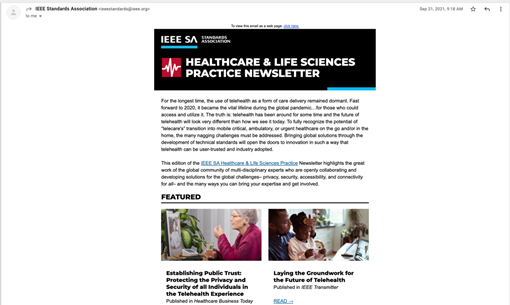 IEEE Standards Association <ieeestandards@ieee.org>
Sep 21, 2021, 9:18 AM
to me
To view this email as a web page, click here.
IEEE SA STANDARDS ASSOCIATION
HEALTHCARE & LIFE SCIENCES
PRACTICE NEWSLETTER
For the longest time, the use of telehealth as a form of care delivery remained dormant. Fast
forward to 2020, it became the vital lifeline during the global pandemic...for those who could
access and utilize it. The truth is: telehealth has been around for some time and the future of
telehealth will look very different than how we see it today. To fully recognize the potential of
"telecare's" transition into mobile critical, ambulatory, or urgent healthcare on the go and/or in the
home, the many nagging challenges must be addressed. Bringing global solutions through the
development of technical standards will open the doors to innovation in such a way that
telehealth can be user-trusted and industry adopted.
This edition of the IEEE SA Healthcare & Life Sciences Practice Newsletter highlights the great
work of the global community of multi-disciplinary experts who are openly collaborating and
developing solutions for the global challenges– privacy, security, accessibility, and connectivity
for all– and the many ways you can bring your expertise and get involved.
FEATURED
Establishing Public Trust:
Protecting the Privacy and
Security of all Individuals in
the Telehealth Experience
Published in Healthcare Business Today
Laying the Groundwork for
the Future of Telehealth
Published in IEEE Transmitter
READ →